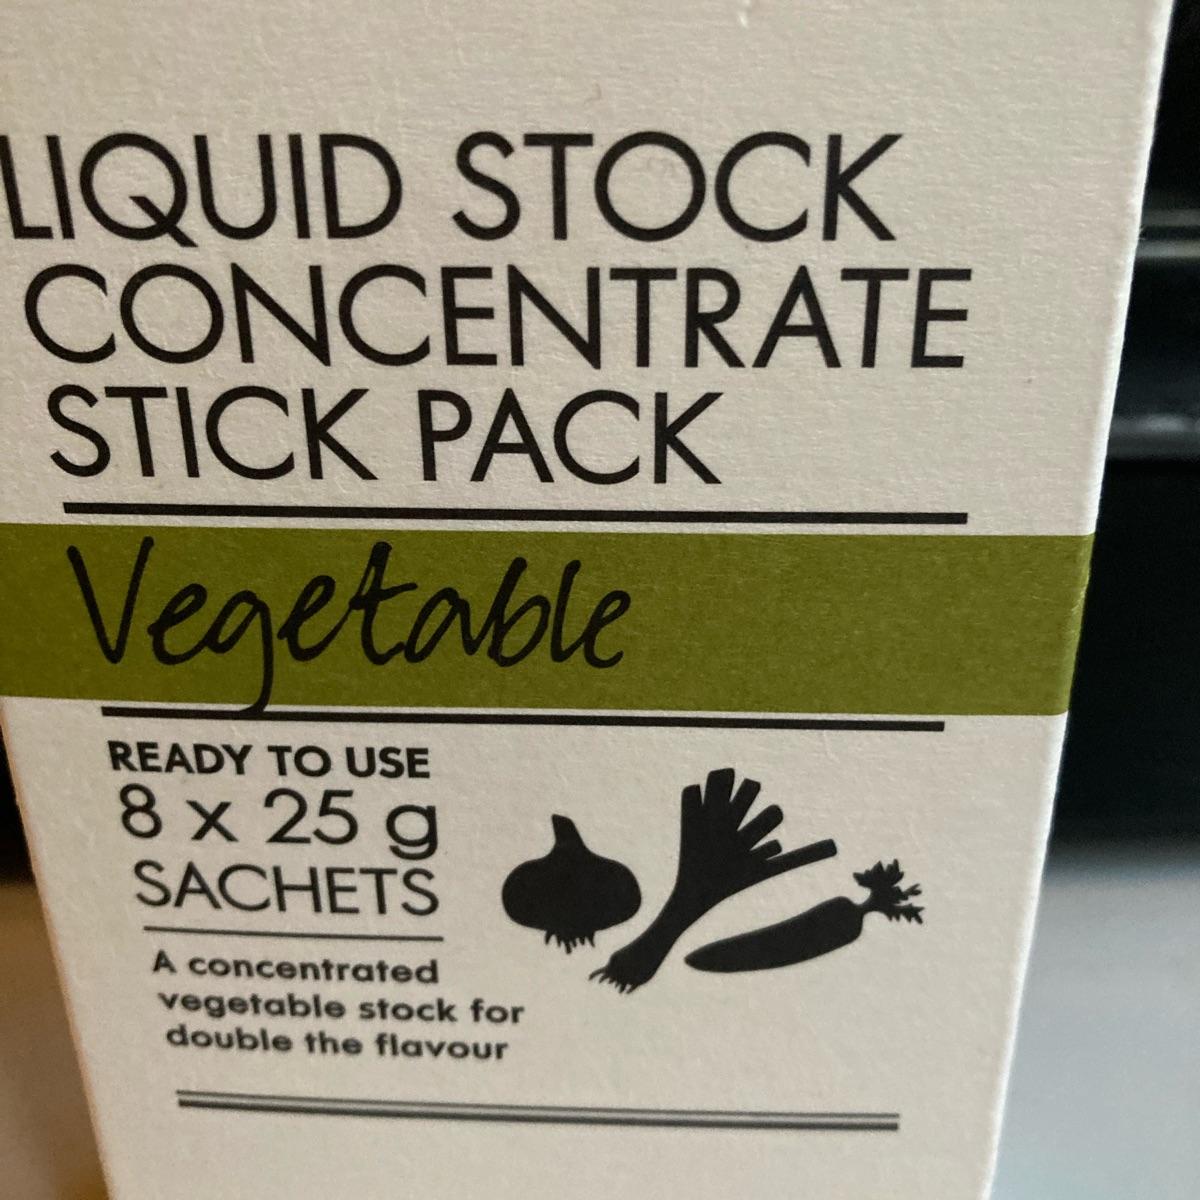 LIQUID STOCK
CONCENTRATE
STICK PACK
Vegetable
READY TO USE
8 x 25 g
SACHETS
A concentrated
vegetable stock for
double the flavour